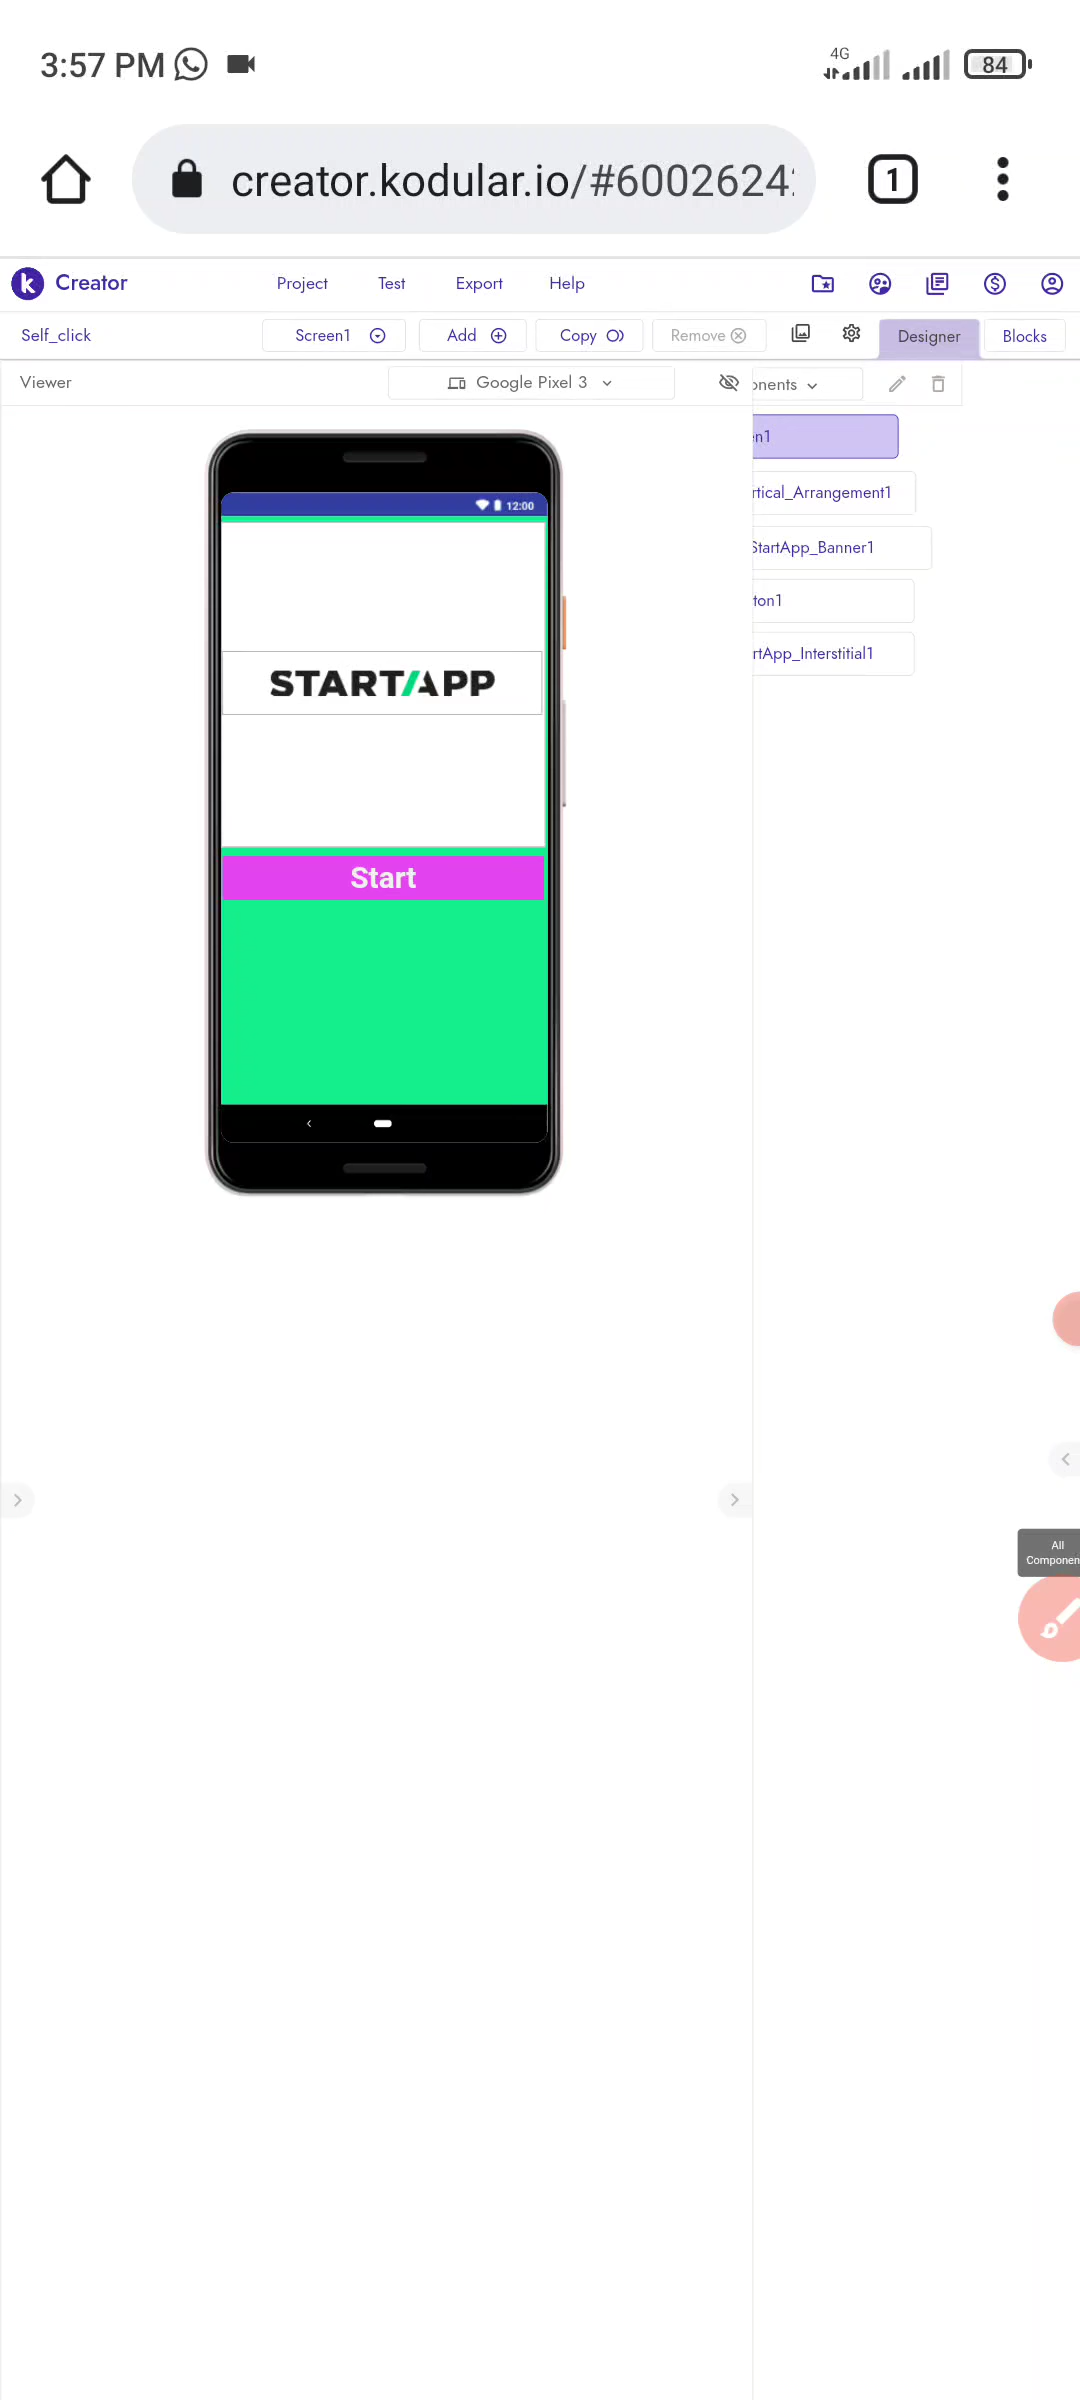 3:57 PM
4G
84
creator.kodular.io/#6002624
1
Creator
Project
Test
Export
Help
Self_click
Screen1
Add
Copy
Remove
Designer
Blocks
Viewer
Google Pixel 3
onents
en1
rtical_Arrangement1
StartApp_Banner1
ton1
rtApp_Interstitial1
12:00
STARTAPP
Start
All
Componen